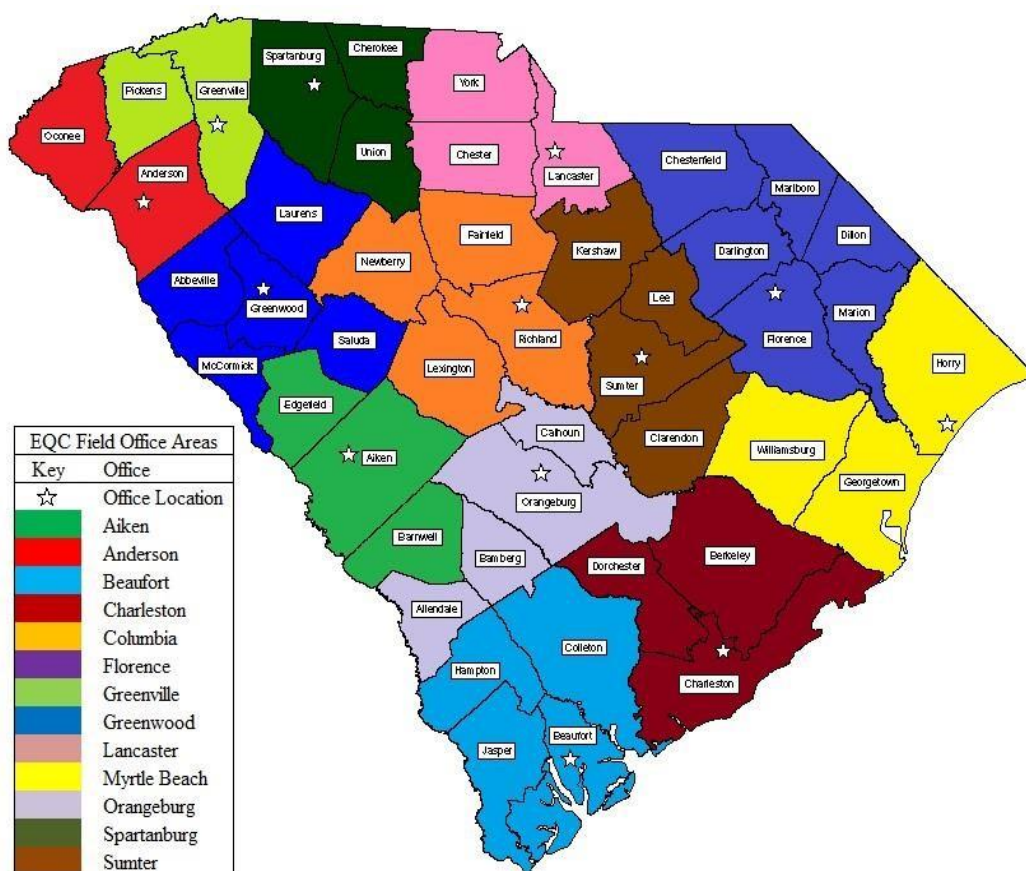 Cherokee
Spartanburg
York
Pickens
Greenville
Oconee
Union
Chester
Chesterfield
Anderson
Lancaster
Marlboro
Laurens
Fairfield
Dillon
Kershaw
Darlington
Newberry
Abbeville
Lee
Greenwood
Marion
Richland
Saluda
Florence
Horry
McCormick
Lexington
Sumter
Edgefield
Calhoun
Clarendon
Williamsburg
Aiken
Georgetown
Orangeburg
Barnwell
Bamberg
Berkeley
Dorchester
Allendale
Colleton
Hampton
Charleston
Beaufort
Jasper
EQC Field Office Areas
Key Office
Office Location
Aiken
Anderson
Beaufort
Charleston
Columbia
Florence
Greenville
Greenwood
Lancaster
Myrtle Beach
Orangeburg
Spartanburg
Sumter